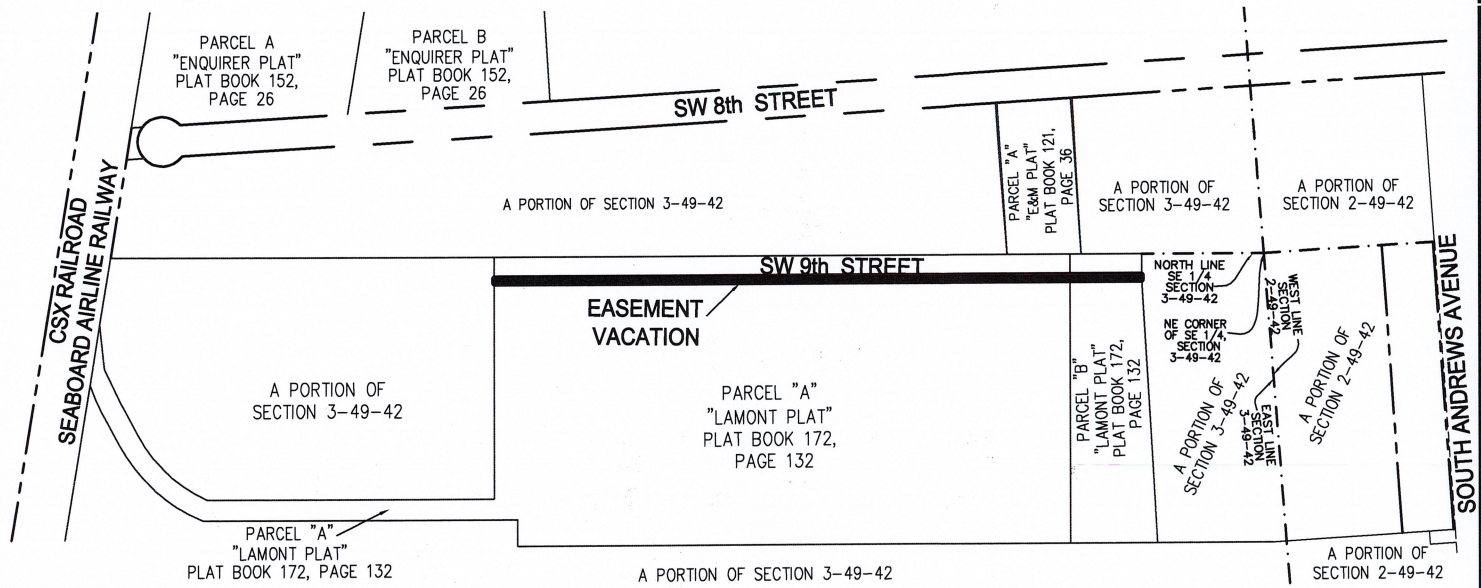 PARCEL A
"ENQUIRER PLAT"
PLAT BOOK 152,
PAGE 26
PARCEL B
"ENQUIRER PLAT"
PLAT BOOK 152,
PAGE 26
SW 8th STREET
CSX RAILROAD
SEABOARD AIRLINE RAILWAY
A PORTION OF SECTION 3-49-42
PARCEL "A"
"E&M PLAT"
PLAT BOOK 121,
PAGE 36
A PORTION OF
SECTION 3-49-42
A PORTION OF
SECTION 2-49-42
SW 9th STREET
EASEMENT
VACATION
NORTH LINE
SE 1/4
SECTION
3-49-42
NE CORNER
OF SE 1/4,
SECTION
3-49-42
WEST LINE
SECTION
2-49-42
EAST LINE
SECTION
3-49-42
A PORTION OF
SECTION 3-49-42
PARCEL "A"
"LAMONT PLAT"
PLAT BOOK 172,
PAGE 132
PARCEL "B"
"LAMONT PLAT"
PLAT BOOK 172,
PAGE 132
A PORTION OF
SECTION 3-49-42
A PORTION OF
SECTION 2-49-42
SOUTH ANDREWS AVENUE
PARCEL "A"
"LAMONT PLAT"
PLAT BOOK 172, PAGE 132
A PORTION OF SECTION 3-49-42
A PORTION OF
SECTION 2-49-42